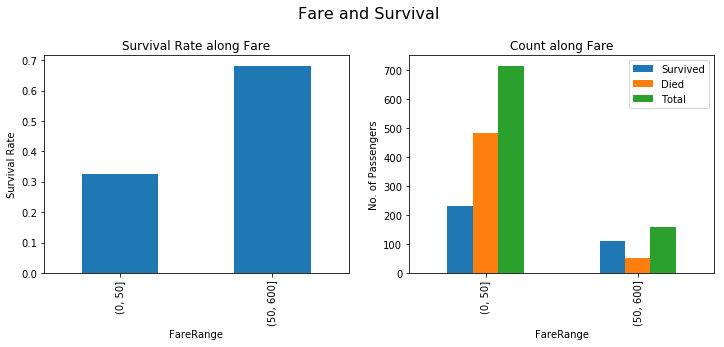 Fare and Survival
Survival Rate along Fare
Survival Rate
0.7
0.6
0.5
0.4
0.3
0.2
0.1
0.0
(0, 50]
(50, 600]
FareRange
Count along Fare
No. of Passengers
700
600
500
400
300
200
100
0
Survived
Died
Total
(0, 50]
(50, 600]
FareRange